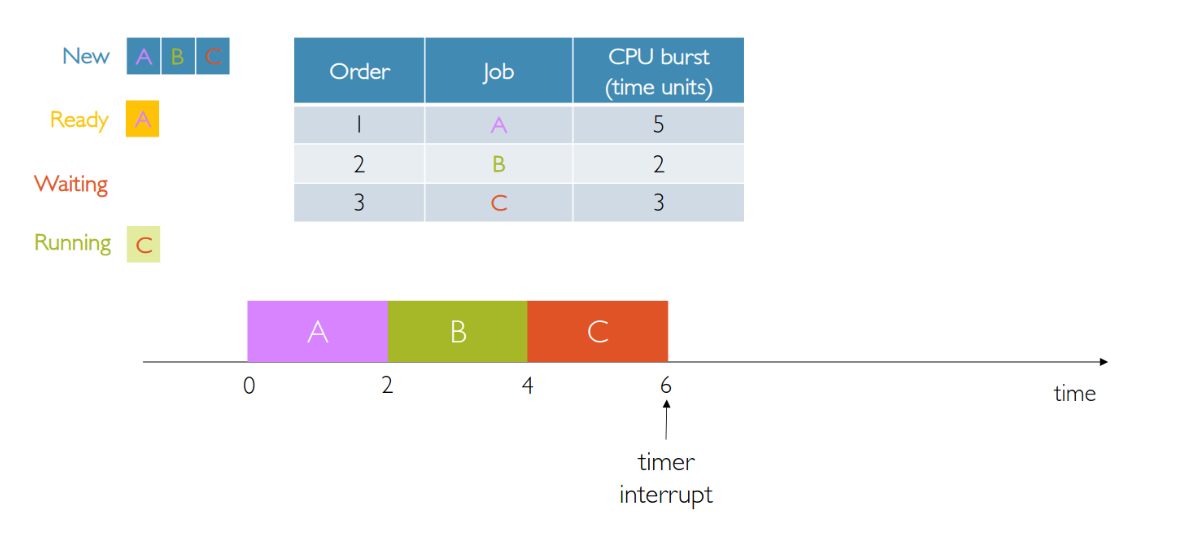 New A B C
Ready A
Waiting
Running C
Order Job CPU burst
(time units)
1 A 5
2 B 2
3 C 3
A B C
0 2 4 6
time
timer
interrupt